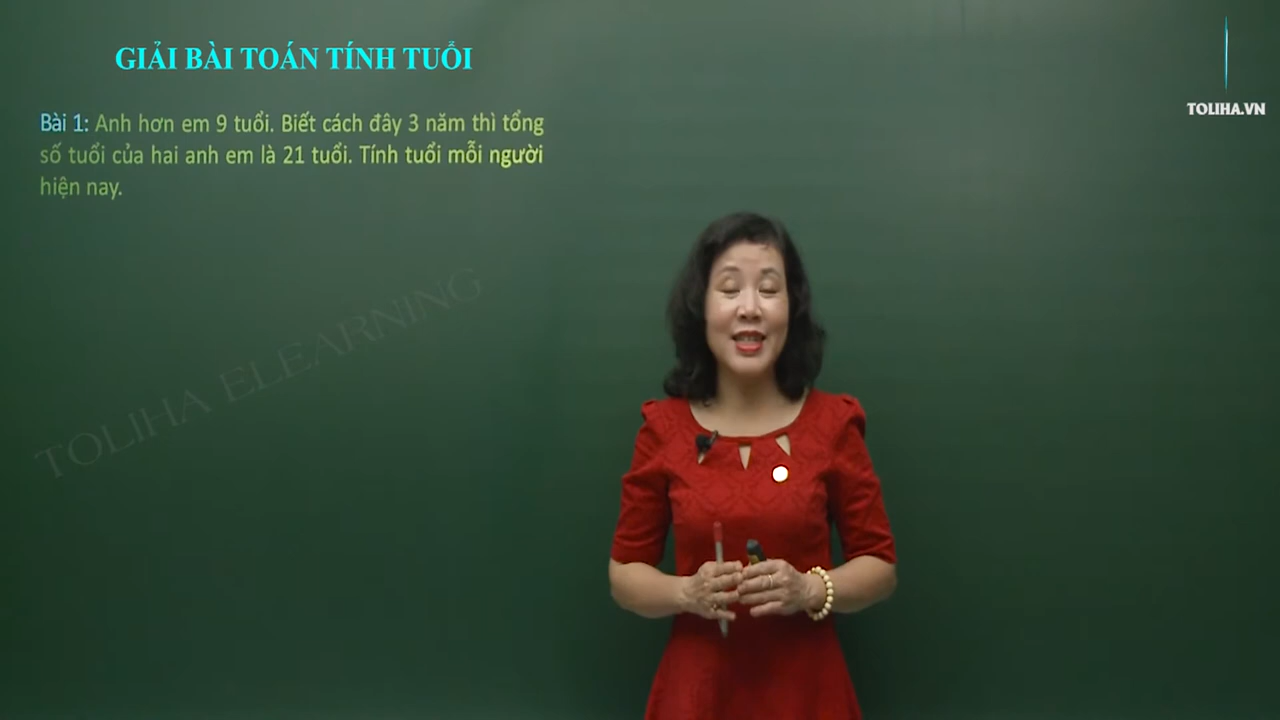 GIẢI BÀI TOÁN TÍNH TUỔI
TOLIHA.VN
Bài 1: Anh hơn em 9 tuổi. Biết cách đây 3 năm thì tổng
số tuổi của hai anh em là 21 tuổi. Tính tuổi mỗi người
hiện nay.
TOLIHA ELEARNING